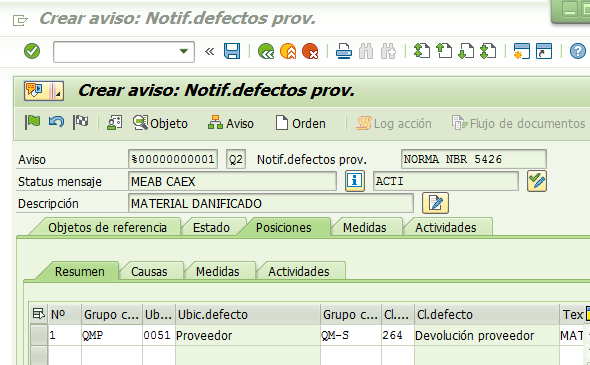 Crear aviso: Notif.defectos prov.
Crear aviso: Notif.defectos prov.
Objeto Aviso Orden Log acción Flujo de documentos
Aviso %00000000001 Q2 Notif.defectos prov. NORMA NBR 5426
Status mensaje MEAB CAEX ACTI
Descripción MATERIAL DANIFICADO
Objetos de referencia Estado Posiciones Medidas Actividades
Resumen Causas Medidas Actividades
Nº Grupo c... Ub... Ubic.defecto Grupo c... Cl.... Cl.defecto Tex
1 QMP 0051 Proveedor QM-S 264 Devolución proveedor MAT